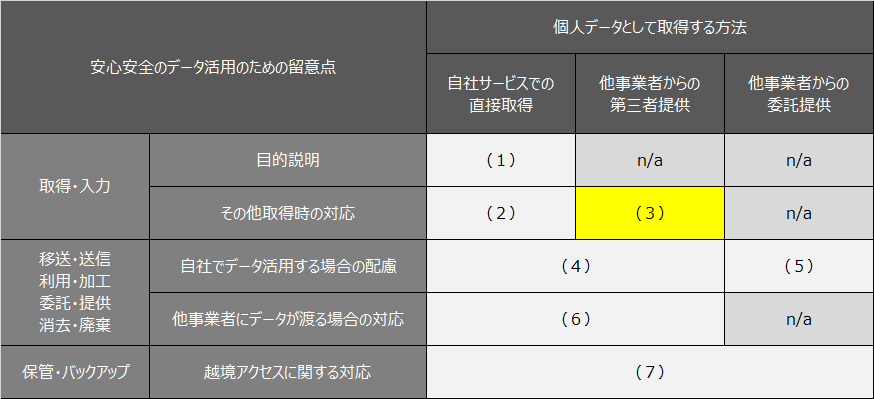 安心安全のデータ活用のための留意点
個人データとして取得する方法
自社サービスでの
直接取得
他事業者からの
第三者提供
他事業者からの
委託提供
取得・入力
目的説明
（１）
n/a
n/a
その他取得時の対応
（２）
（３）
n/a
移送・送信
利用・加工
委託・提供
消去・廃棄
自社でデータ活用する場合の配慮
（４）
（５）
他事業者にデータが渡る場合の対応
（６）
n/a
保管・バックアップ
越境アクセスに関する対応
（７）